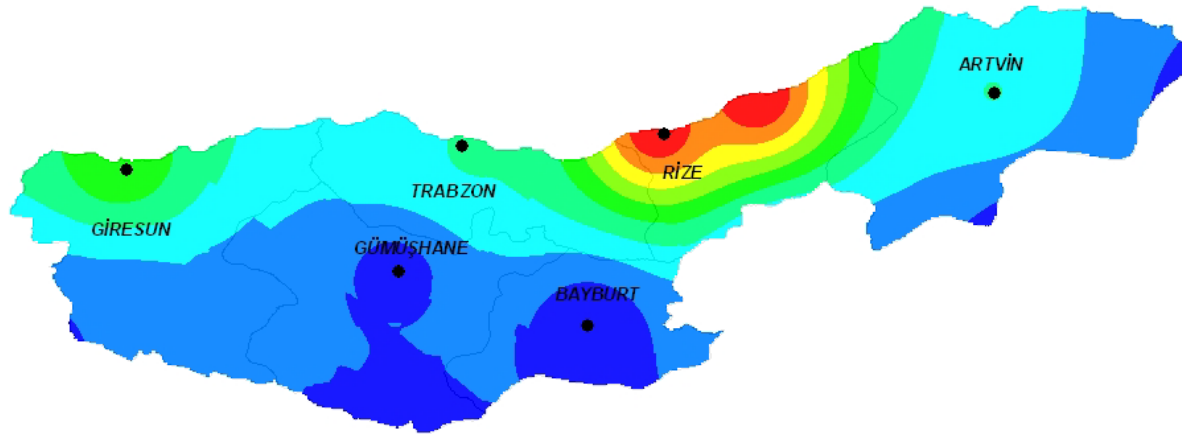 ARTVİN
RİZE
TRABZON
GİRESUN
GÜMÜŞHANE
BAYBURT